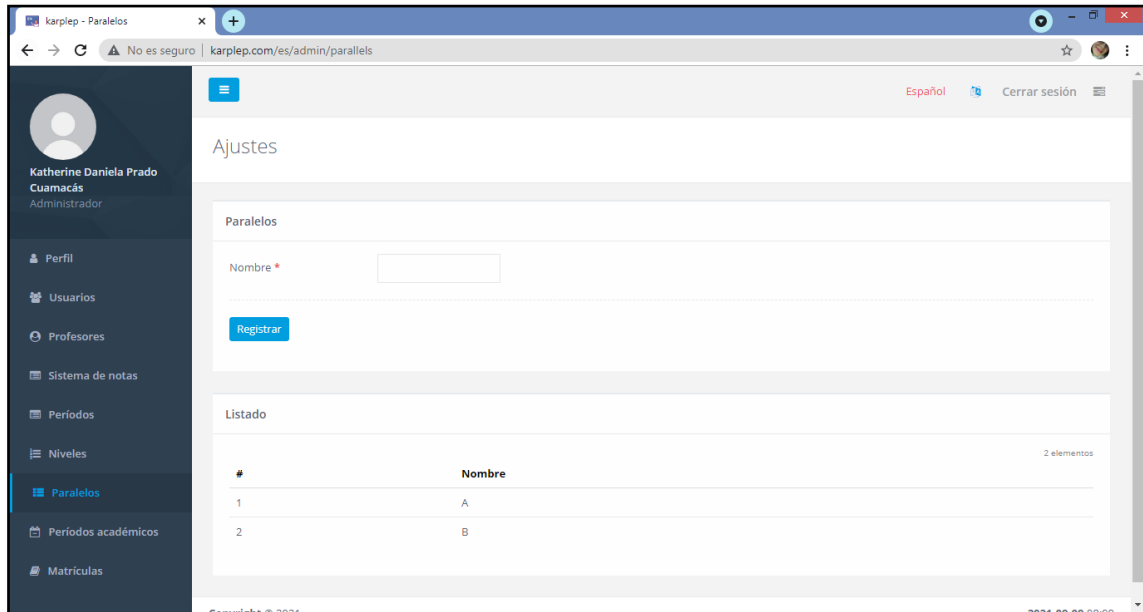 karplep - Paralelos
No es seguro
karplep.com/es/admin/parallels
Español
Cerrar sesión
Katherine Daniela Prado
Cuamacás
Administrador
Perfil
Usuarios
Profesores
Sistema de notas
Períodos
Niveles
Paralelos
Períodos académicos
Matrículas
Ajustes
Paralelos
Nombre *
Registrar
Listado
2 elementos
# Nombre
1 A
2 B
Copyright © 2021